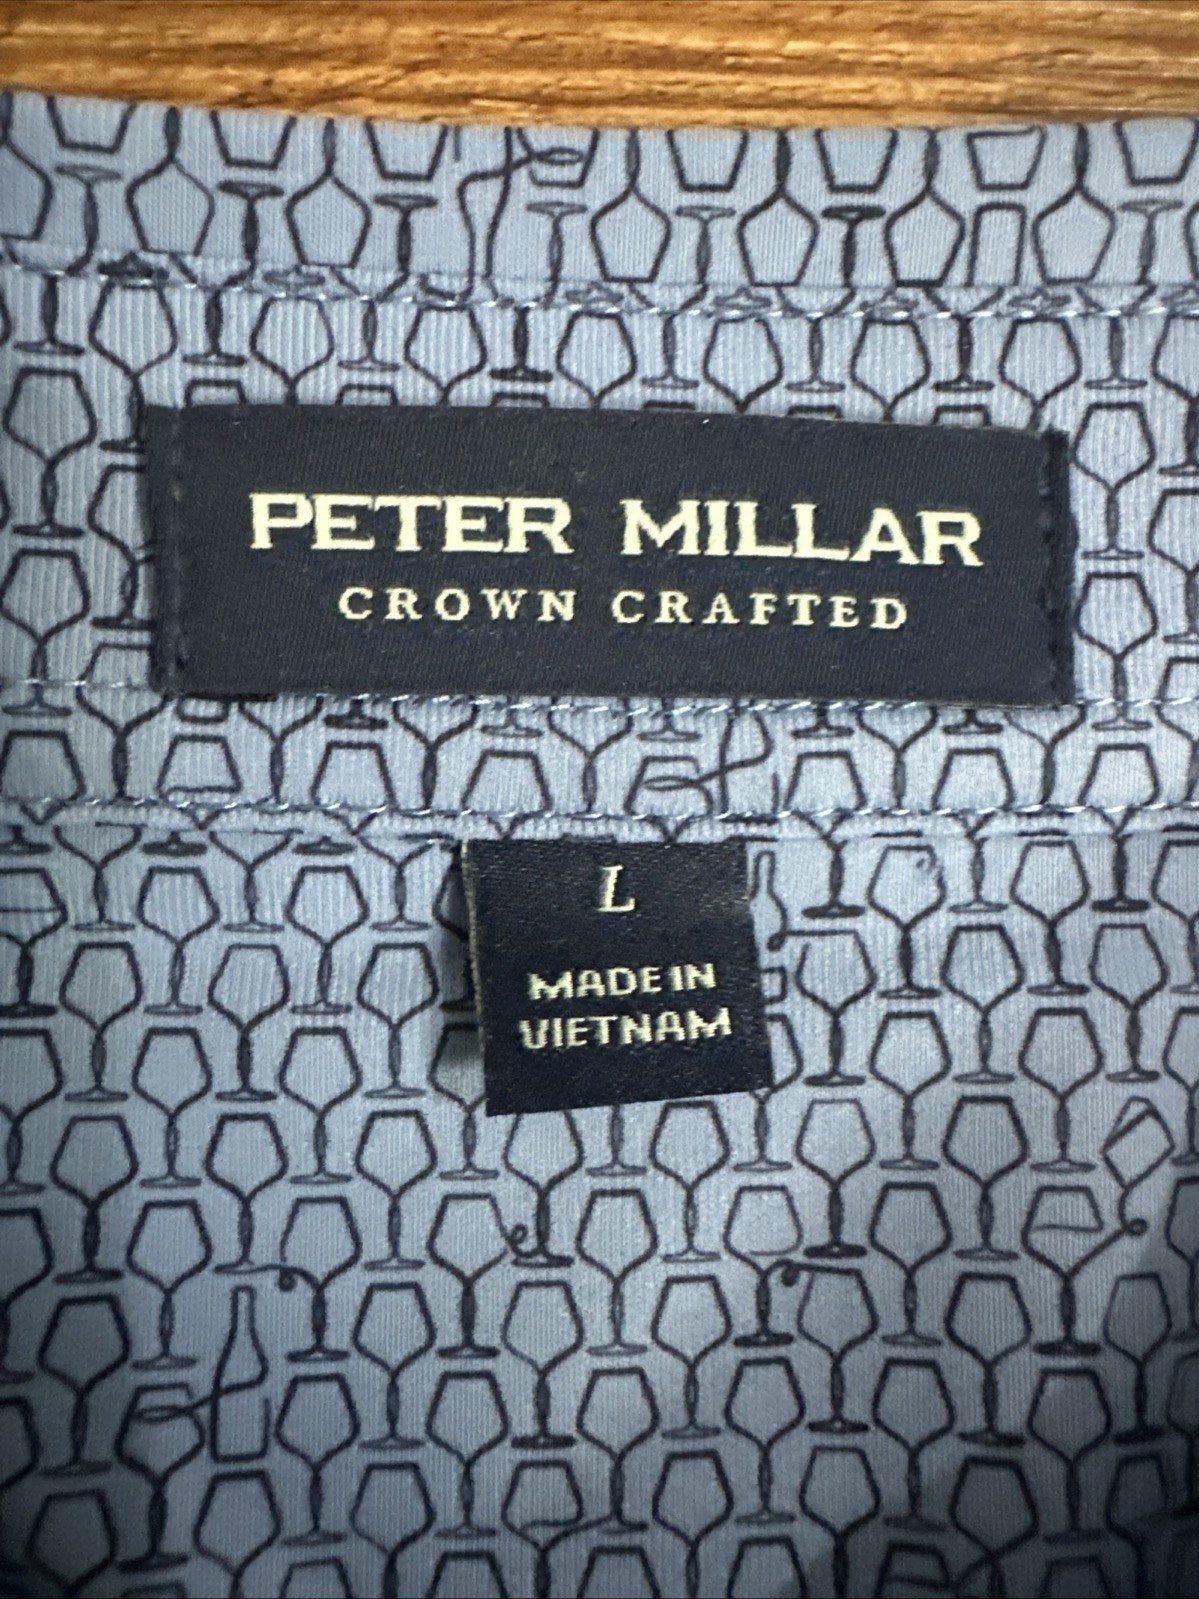 PETER MILLAR
CROWN CRAFTED
L
MADE IN
VIETNAM